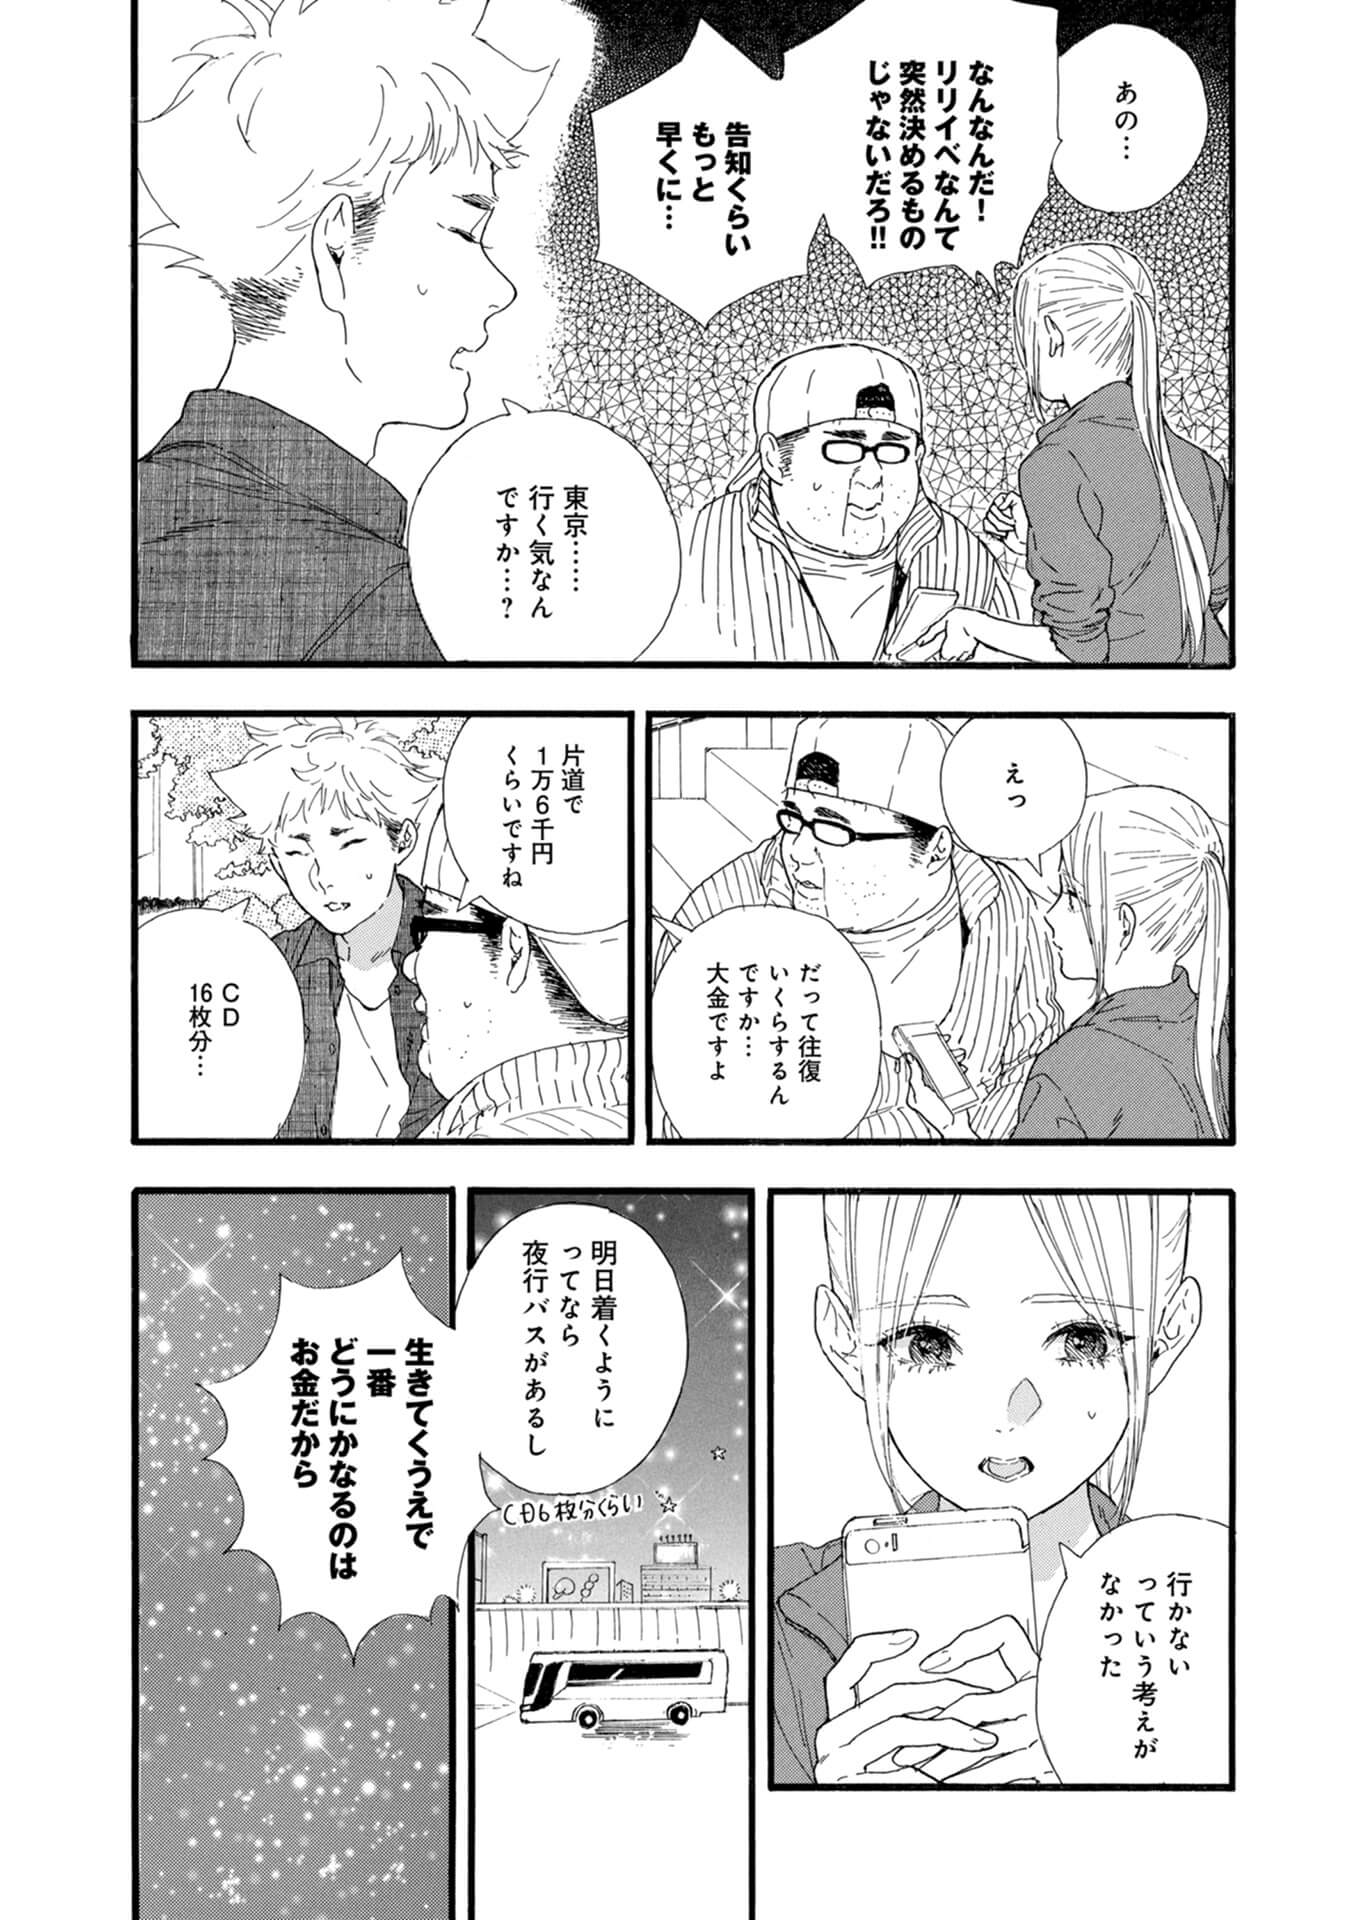 あの…
なんなんだ！
リリイベなんて
突然決めるもの
じゃないだろ!!
告知くらい
もっと
早くに…
東京……
行く気なん
ですか…？
えっ
だって往復
いくらするん
ですか…
大金ですよ
片道で
1万6千円
くらいですね
CD
16枚分…
行かない
っていう考えが
なかった
明日着くように
ってなら
夜行バスがあるし
CD6枚分くらい
生きてくうえで
一番
どうにかなるのは
お金だから